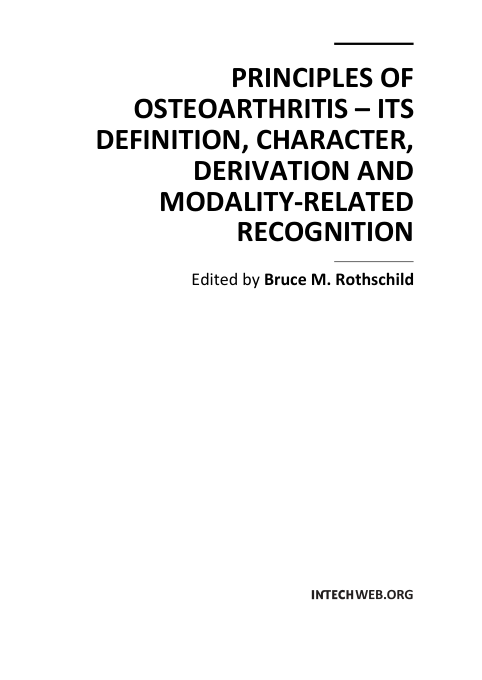 PRINCIPLES OF
OSTEOARTHRITIS – ITS
DEFINITION, CHARACTER,
DERIVATION AND
MODALITY-RELATED
RECOGNITION
Edited by Bruce M. Rothschild
INTECHWEB.ORG